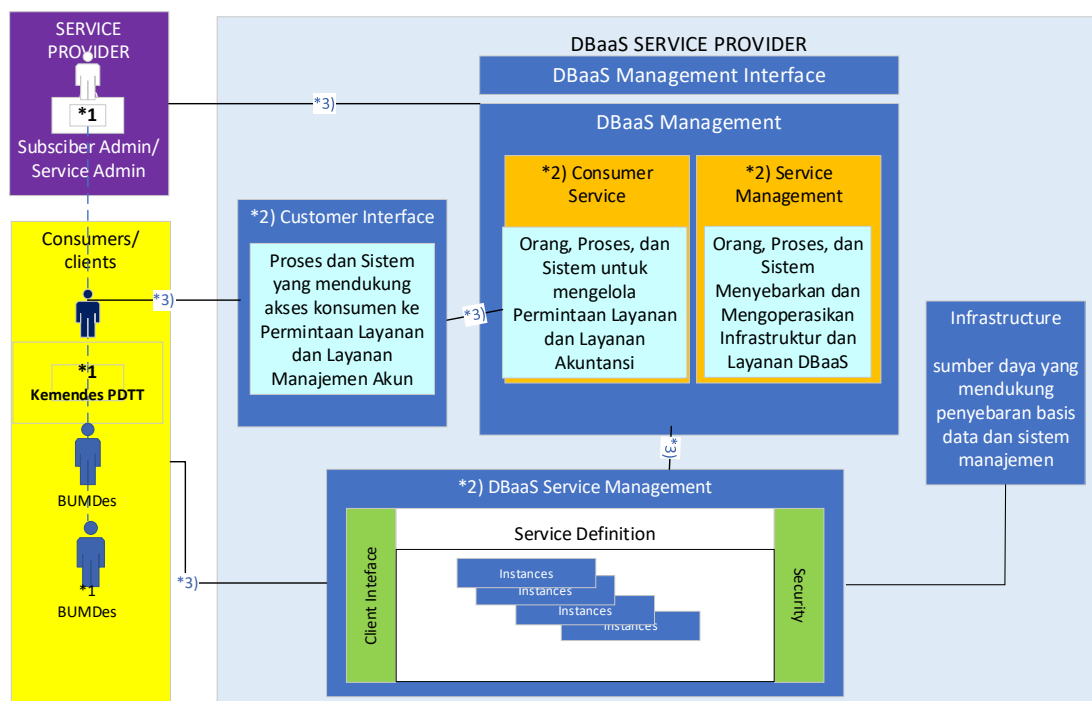 SERVICE
PROVIDER
*1
Subsciber Admin/
Service Admin
Consumers/
clients
*1
Kemendes PDTT
BUMDes
*1
BUMDes
DBaaS SERVICE PROVIDER
DBaaS Management Interface
*3)
DBaaS Management
*2) Consumer
Service
Orang, Proses, dan
Sistem untuk
mengelola
Permintaan Layanan
dan Layanan
Akuntansi
*2) Service
Management
Orang, Proses, dan
Sistem
Menyebarkan dan
Mengoperasikan
Infrastruktur dan
Layanan DBaaS
*2) Customer Interface
Proses dan Sistem
yang mendukung
akses konsumen ke
Permintaan Layanan
dan Layanan
Manajemen Akun
*3)
*3)
Infrastructure
sumber daya yang
mendukung
penyebaran basis
data dan sistem
manajemen
*3)
*3)
*2) DBaaS Service Management
Client Inteface
Service Definition
Instances
Instances
Instances
Instances
Security